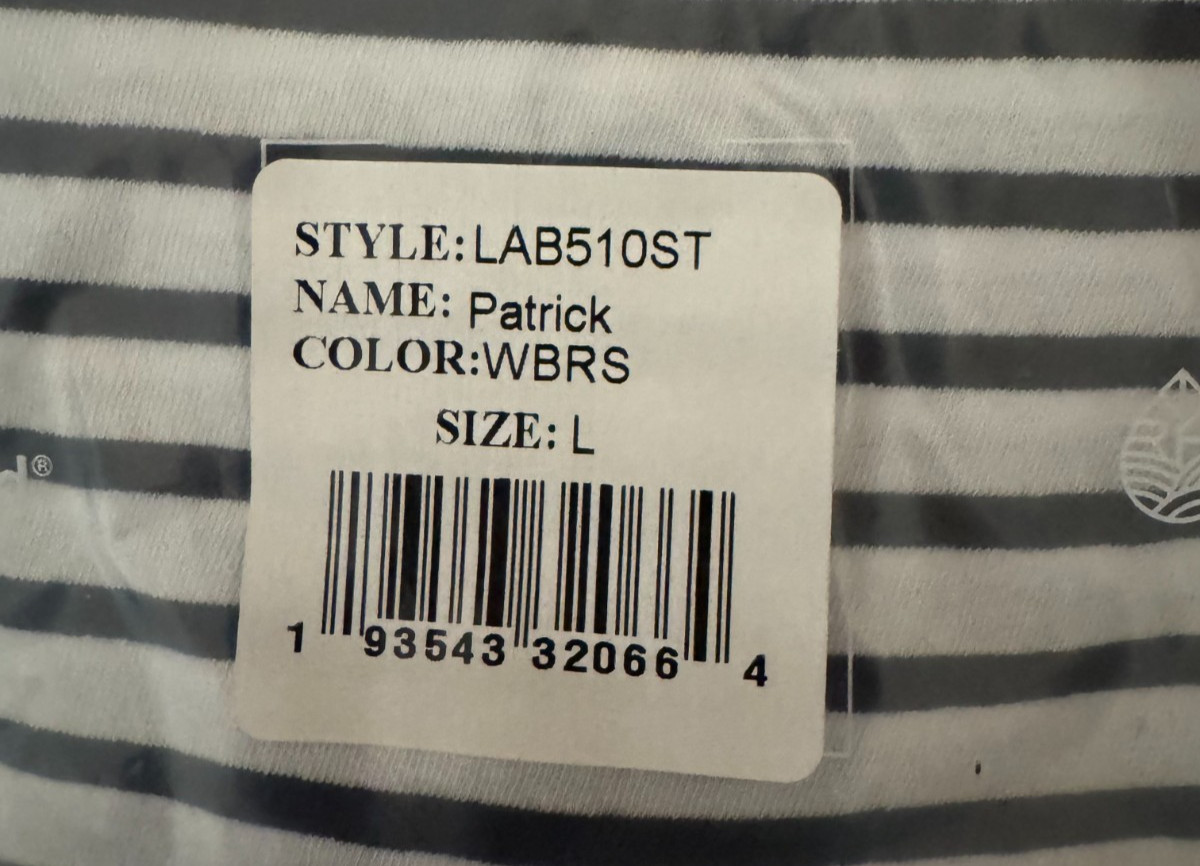 STYLE: LAB510ST
NAME: Patrick
COLOR: WBRS
SIZE: L
1 93543 32066 4
d®